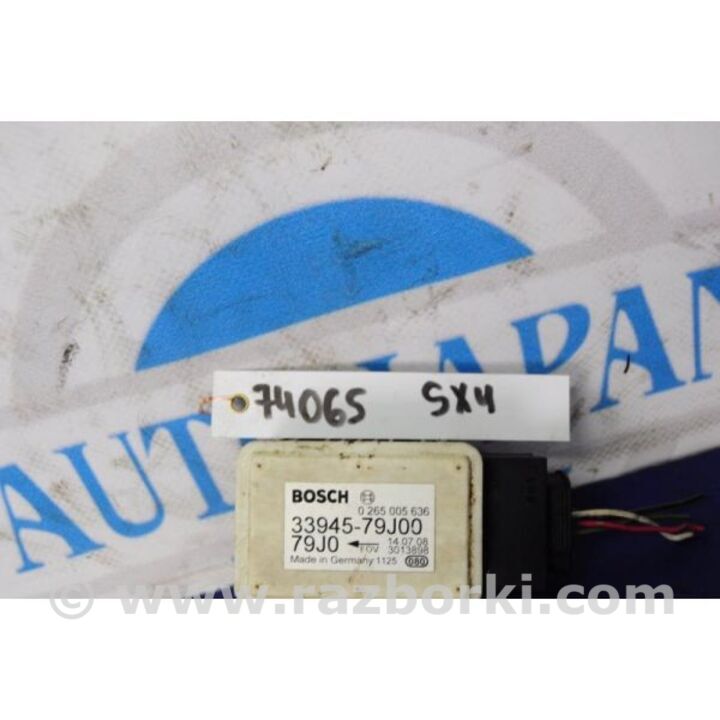 AUTO JAPAN
74065 SX4
BOSCH
0 265 005 636
33945-79J00
79J0 14.07.08
FOV 3013898
Made in Germany 1125 080
© www.razborki.com